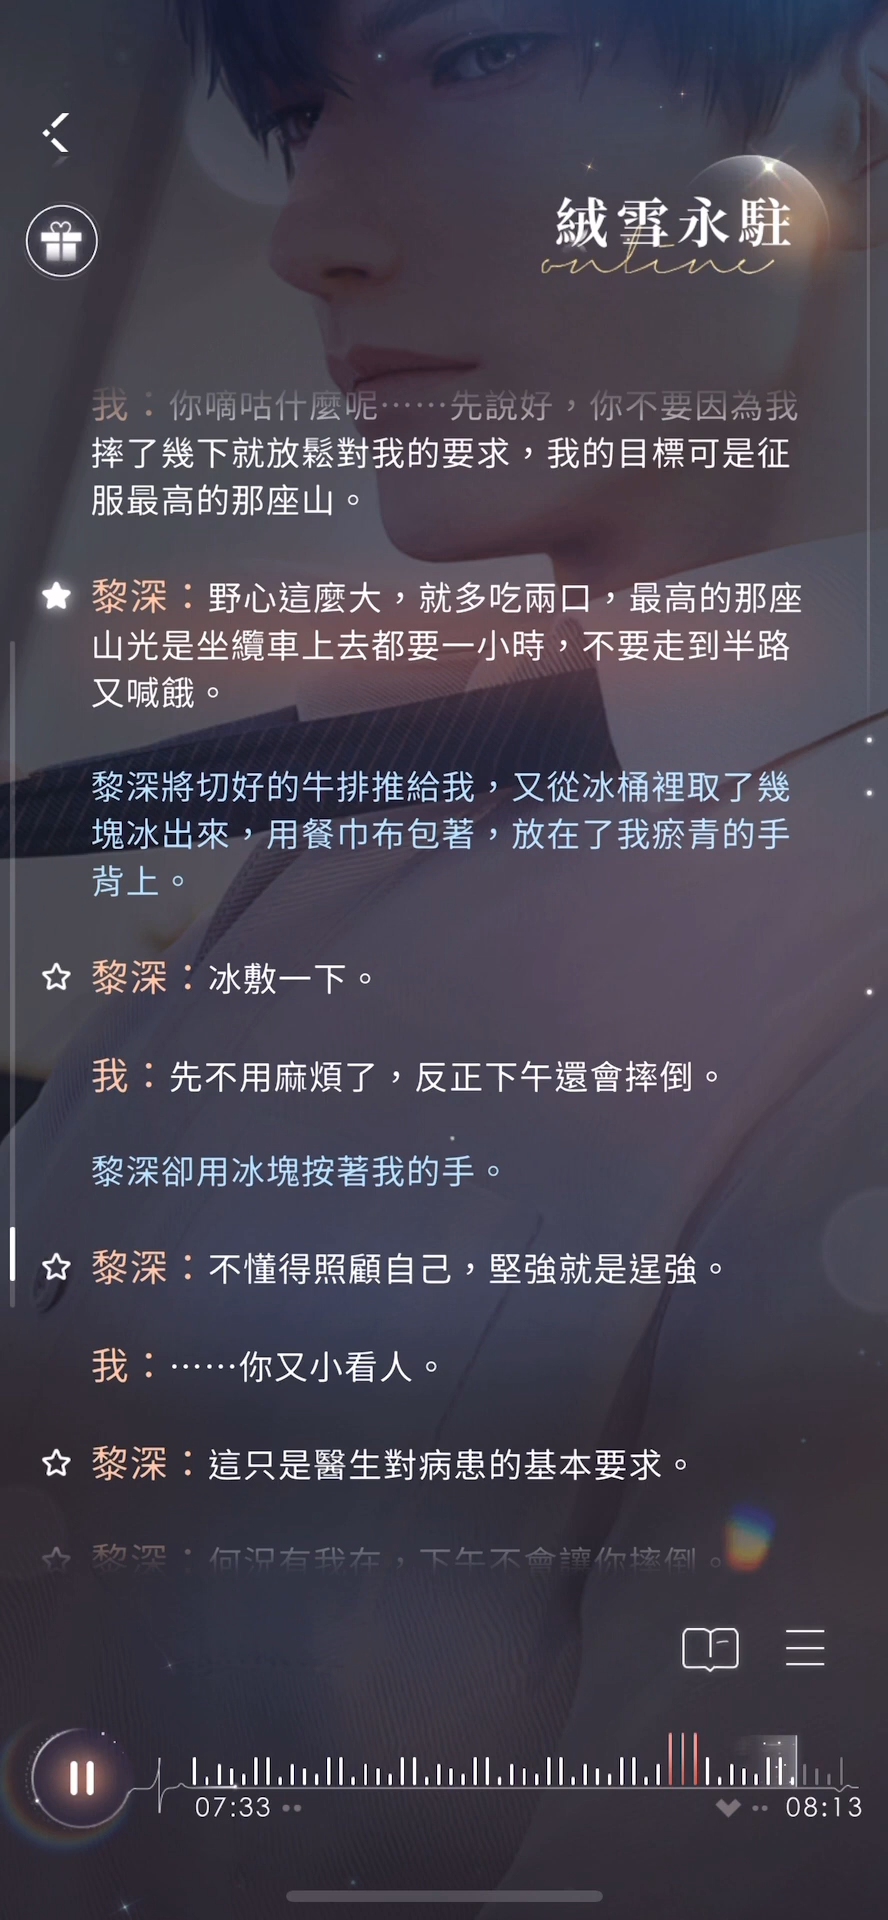 絨雪永駐
online
我：你嘀咕什麼呢⋯⋯先說好，你不要因為我
摔了幾下就放鬆對我的要求，我的目標可是征
服最高的那座山。
黎深：野心這麼大，就多吃兩口，最高的那座
山光是坐纜車上去都要一小時，不要走到半路
又喊餓。
黎深將切好的牛排推給我，又從冰桶裡取了幾
塊冰出來，用餐巾布包著，放在了我瘀青的手
背上。
黎深：冰敷一下。
我：先不用麻煩了，反正下午還會摔倒。
黎深卻用冰塊按著我的手。
黎深：不懂得照顧自己，堅強就是逞強。
我：⋯⋯你又小看人。
黎深：這只是醫生對病患的基本要求。
黎深：何況有我在，下午不會讓你摔倒。
07:33
08:13